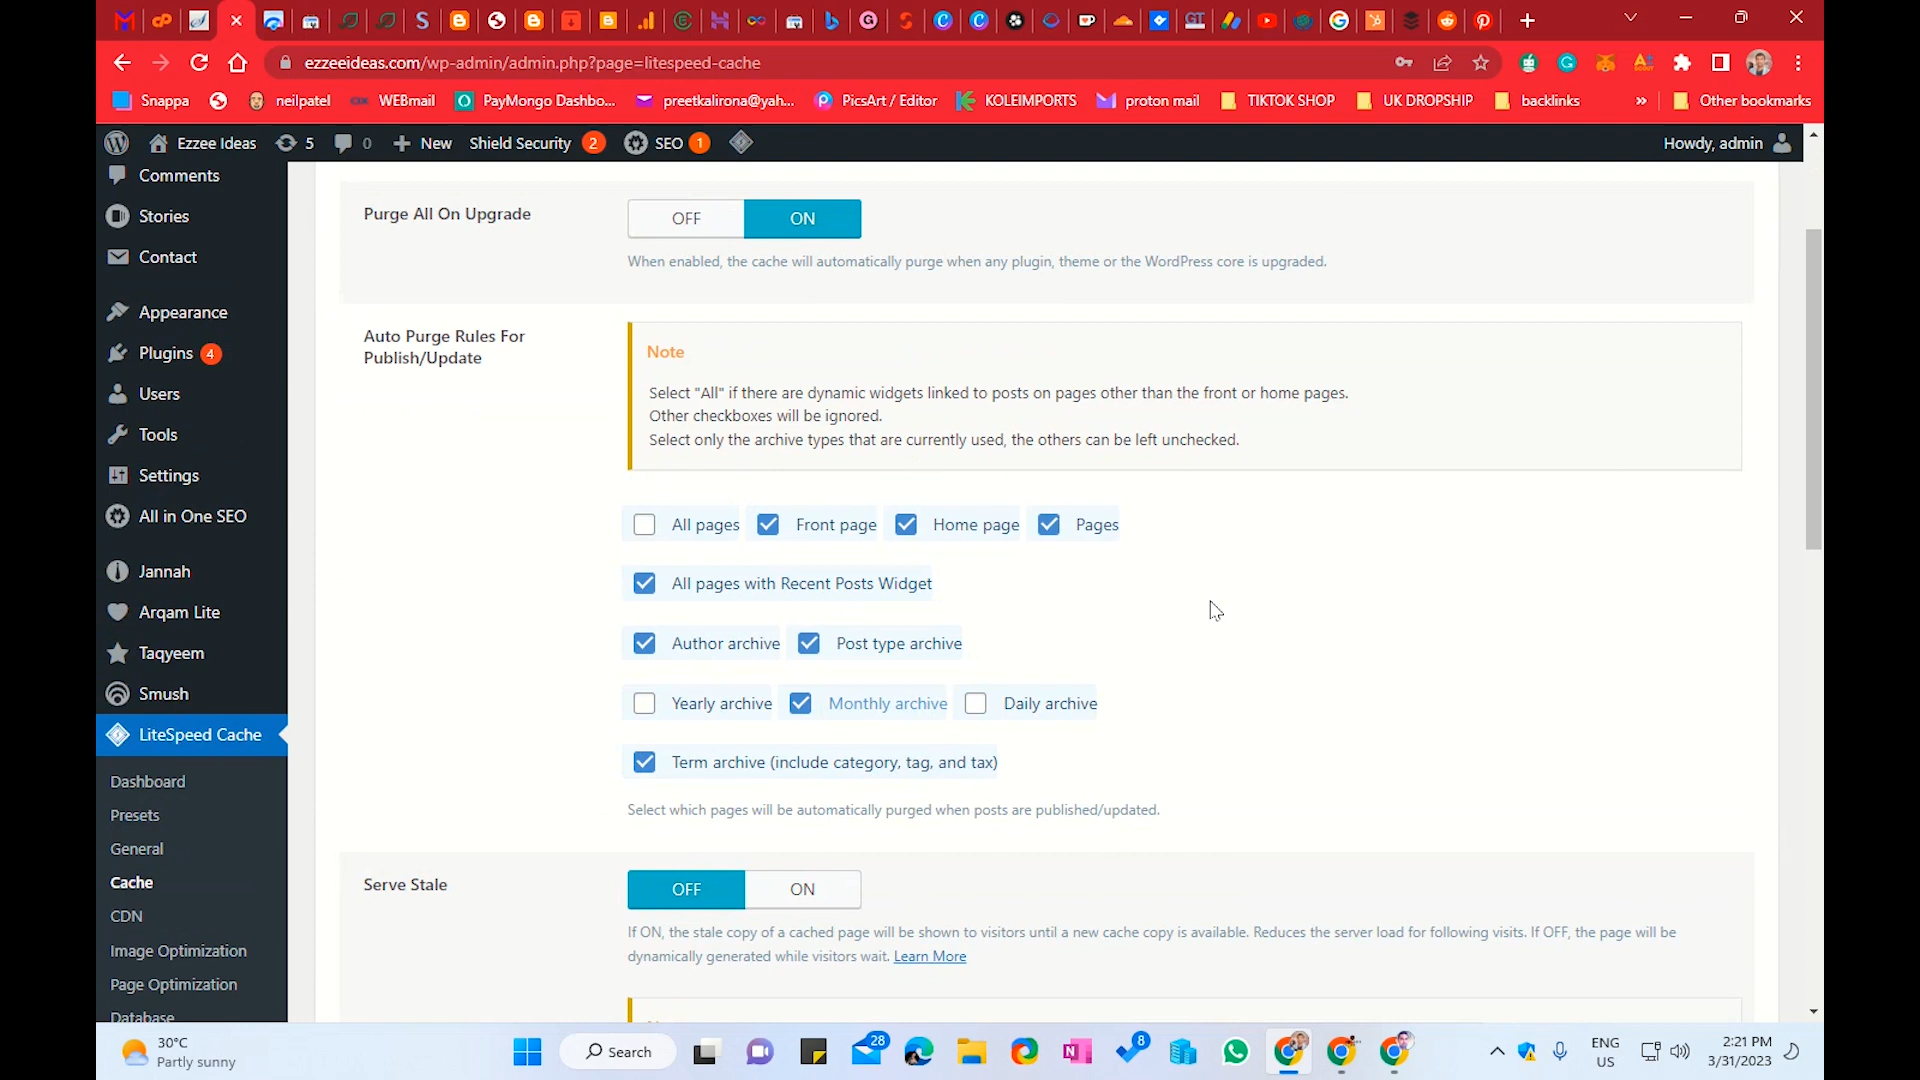 ezzeeideas.com/wp-admin/admin.php?page=litespeed-cache
Snappa neilpatel WEBmail PayMongo Dashbo... preetkalirona@yah... PicsArt / Editor KOLEIMPORTS proton mail TIKTOK SHOP UK DROPSHIP backlinks » Other bookmarks
Ezzee Ideas 5 0 New Shield Security 2 SEO 1 Howdy, admin
Comments
Stories
Contact
Appearance
Plugins 4
Users
Tools
Settings
All in One SEO
Jannah
Arqam Lite
Taqyeem
Smush
LiteSpeed Cache
Dashboard
Presets
General
Cache
CDN
Image Optimization
Page Optimization
Database
Purge All On Upgrade
OFF ON
When enabled, the cache will automatically purge when any plugin, theme or the WordPress core is upgraded.
Auto Purge Rules For
Publish/Update
Note
Select "All" if there are dynamic widgets linked to posts on pages other than the front or home pages.
Other checkboxes will be ignored.
Select only the archive types that are currently used, the others can be left unchecked.
All pages Front page Home page Pages
All pages with Recent Posts Widget
Author archive Post type archive
Yearly archive Monthly archive Daily archive
Term archive (include category, tag, and tax)
Select which pages will be automatically purged when posts are published/updated.
Serve Stale
OFF ON
If ON, the stale copy of a cached page will be shown to visitors until a new cache copy is available. Reduces the server load for following visits. If OFF, the page will be
dynamically generated while visitors wait. Learn More
30°C
Partly sunny
Search
28
8
ENG
US
2:21 PM
3/31/2023